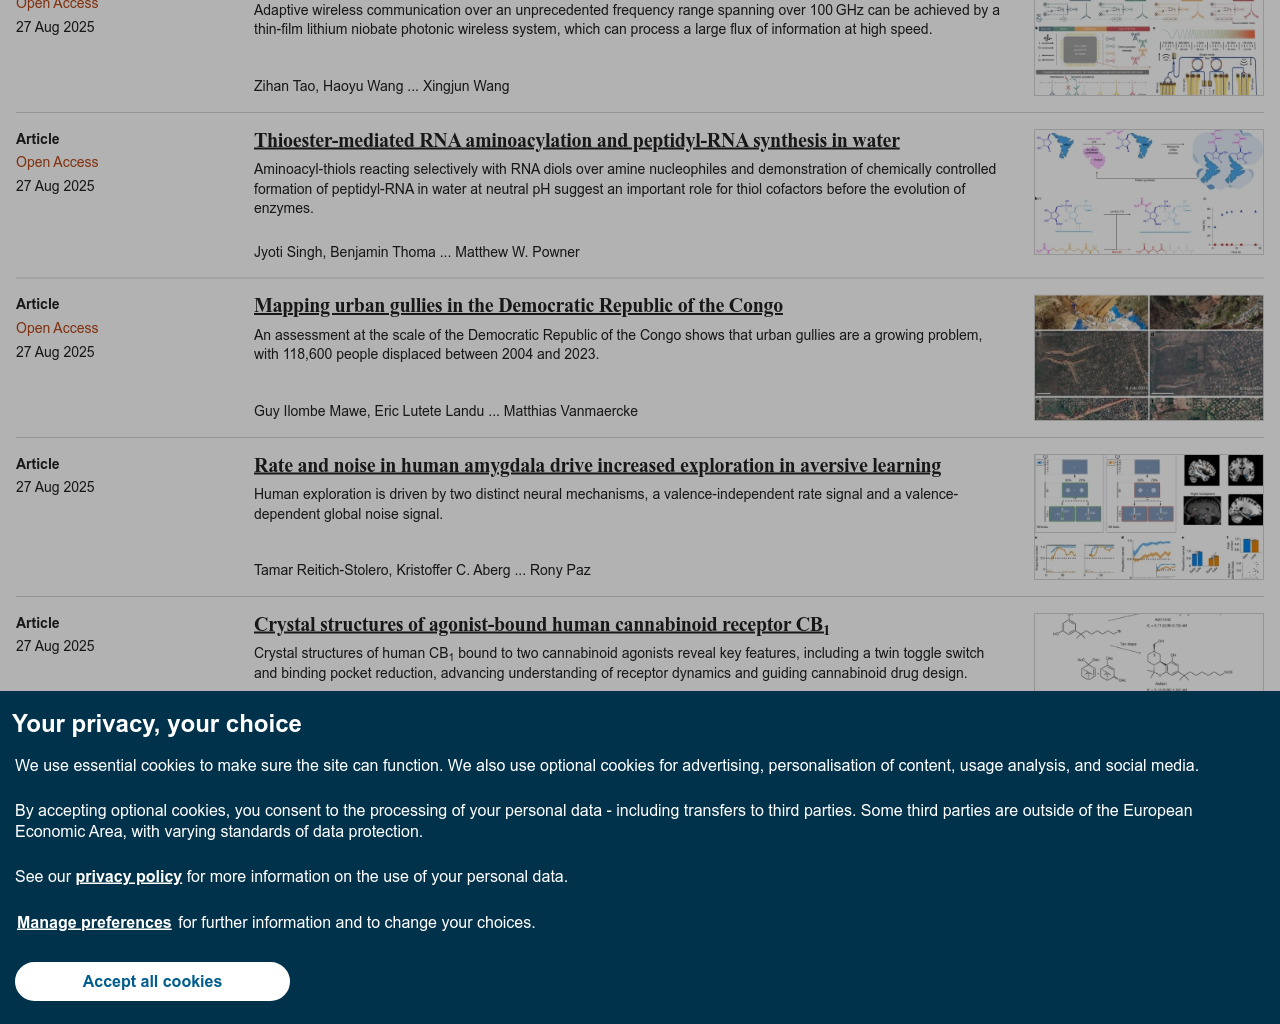 Open Access
27 Aug 2025
Adaptive wireless communication over an unprecedented frequency range spanning over 100 GHz can be achieved by a
thin-film lithium niobate photonic wireless system, which can process a large flux of information at high speed.
Zihan Tao, Haoyu Wang ... Xingjun Wang
Article
Open Access
27 Aug 2025
Thioester-mediated RNA aminoacylation and peptidyl-RNA synthesis in water
Aminoacyl-thiols reacting selectively with RNA diols over amine nucleophiles and demonstration of chemically controlled
formation of peptidyl-RNA in water at neutral pH suggest an important role for thiol cofactors before the evolution of
enzymes.
Jyoti Singh, Benjamin Thoma ... Matthew W. Powner
Article
Open Access
27 Aug 2025
Mapping urban gullies in the Democratic Republic of the Congo
An assessment at the scale of the Democratic Republic of the Congo shows that urban gullies are a growing problem,
with 118,600 people displaced between 2004 and 2023.
Guy Ilombe Mawe, Eric Lutete Landu ... Matthias Vanmaercke
Article
27 Aug 2025
Rate and noise in human amygdala drive increased exploration in aversive learning
Human exploration is driven by two distinct neural mechanisms, a valence-independent rate signal and a valence-
dependent global noise signal.
Tamar Reitich-Stolero, Kristoffer C. Aberg ... Rony Paz
Article
27 Aug 2025
Crystal structures of agonist-bound human cannabinoid receptor CB1
Crystal structures of human CB1 bound to two cannabinoid agonists reveal key features, including a twin toggle switch
and binding pocket reduction, advancing understanding of receptor dynamics and guiding cannabinoid drug design.
Your privacy, your choice
We use essential cookies to make sure the site can function. We also use optional cookies for advertising, personalisation of content, usage analysis, and social media.
By accepting optional cookies, you consent to the processing of your personal data - including transfers to third parties. Some third parties are outside of the European
Economic Area, with varying standards of data protection.
See our privacy policy for more information on the use of your personal data.
Manage preferences for further information and to change your choices.
Accept all cookies